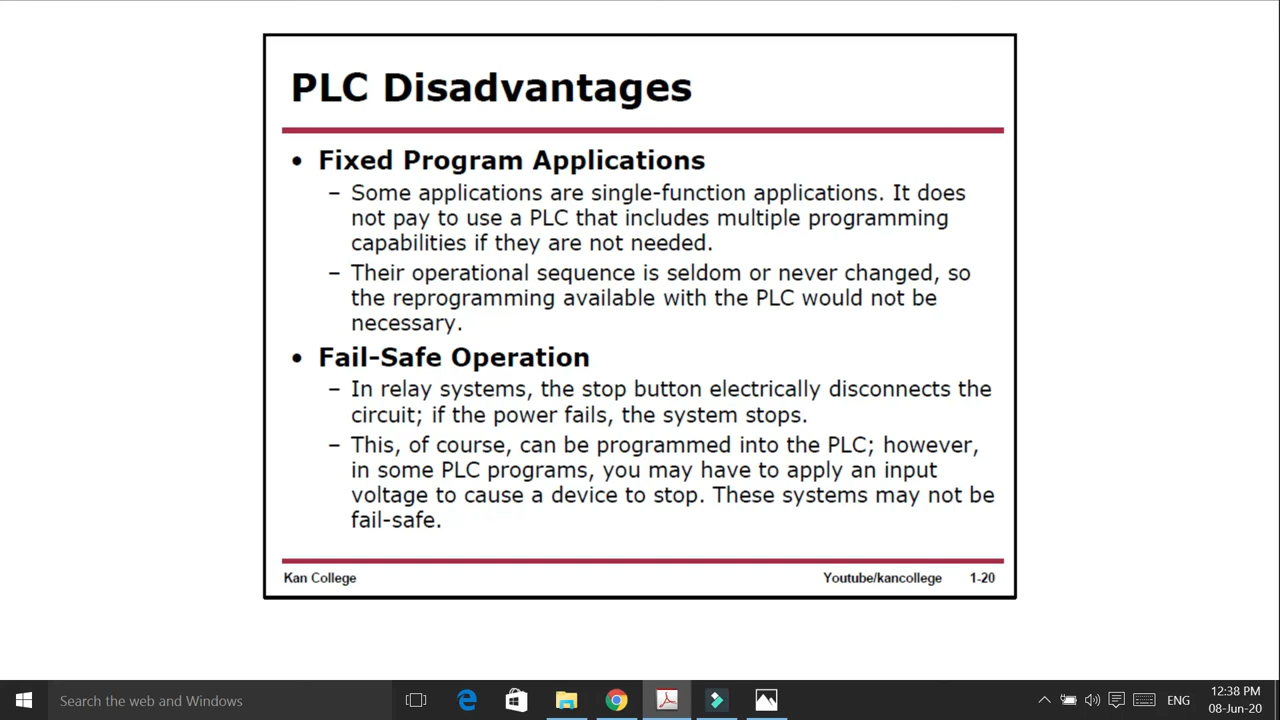 PLC Disadvantages
• Fixed Program Applications
– Some applications are single-function applications. It does
not pay to use a PLC that includes multiple programming
capabilities if they are not needed.
– Their operational sequence is seldom or never changed, so
the reprogramming available with the PLC would not be
necessary.
• Fail-Safe Operation
– In relay systems, the stop button electrically disconnects the
circuit; if the power fails, the system stops.
– This, of course, can be programmed into the PLC; however,
in some PLC programs, you may have to apply an input
voltage to cause a device to stop. These systems may not be
fail-safe.
Kan College Youtube/kancollege 1-20
Search the web and Windows ENG 12:38 PM
08-Jun-20